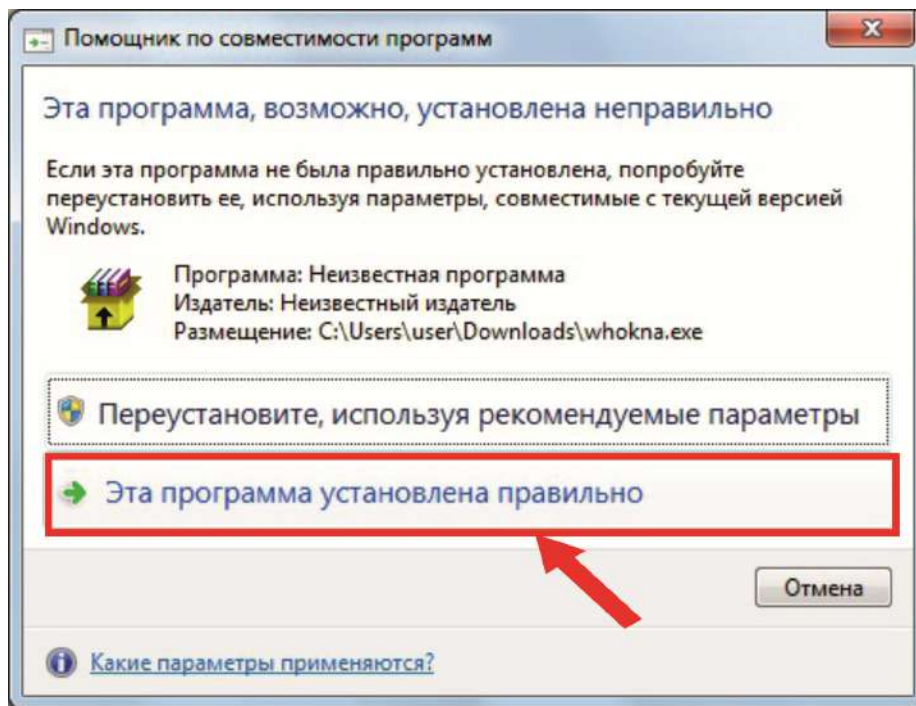 Помощник по совместимости программ
Эта программа, возможно, установлена неправильно
Если эта программа не была правильно установлена, попробуйте
переустановить ее, используя параметры, совместимые с текущей версией
Windows.
Программа: Неизвестная программа
Издатель: Неизвестный издатель
Размещение: C:\Users\user\Downloads\whokna.exe
Переустановите, используя рекомендуемые параметры
Эта программа установлена правильно
Отмена
Какие параметры применяются?